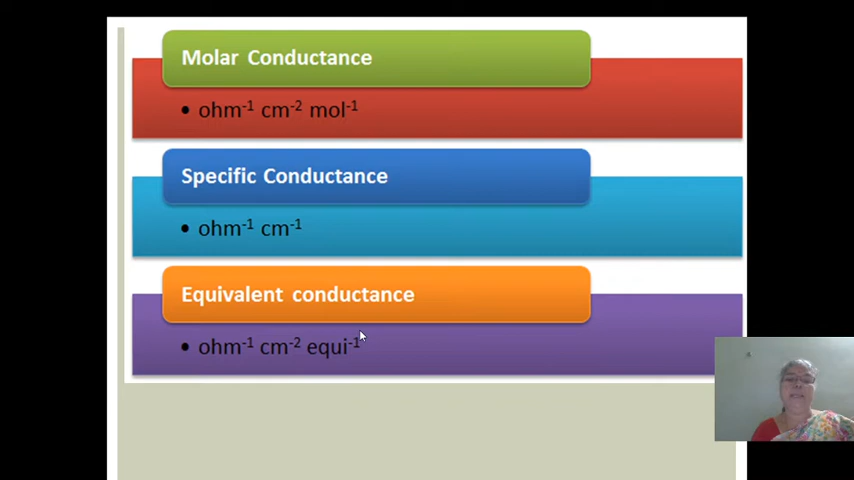 Molar Conductance
• ohm⁻¹ cm⁻² mol⁻¹
Specific Conductance
• ohm⁻¹ cm⁻¹
Equivalent conductance
• ohm⁻¹ cm⁻² equi⁻¹